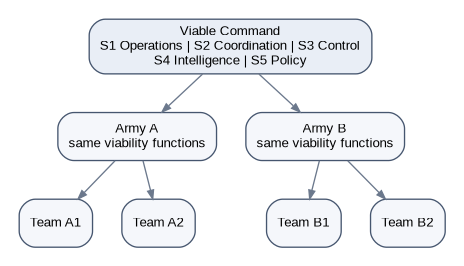 Viable Command
S1 Operations | S2 Coordination | S3 Control
S4 Intelligence | S5 Policy
Army A
same viability functions
Army B
same viability functions
Team A1
Team A2
Team B1
Team B2